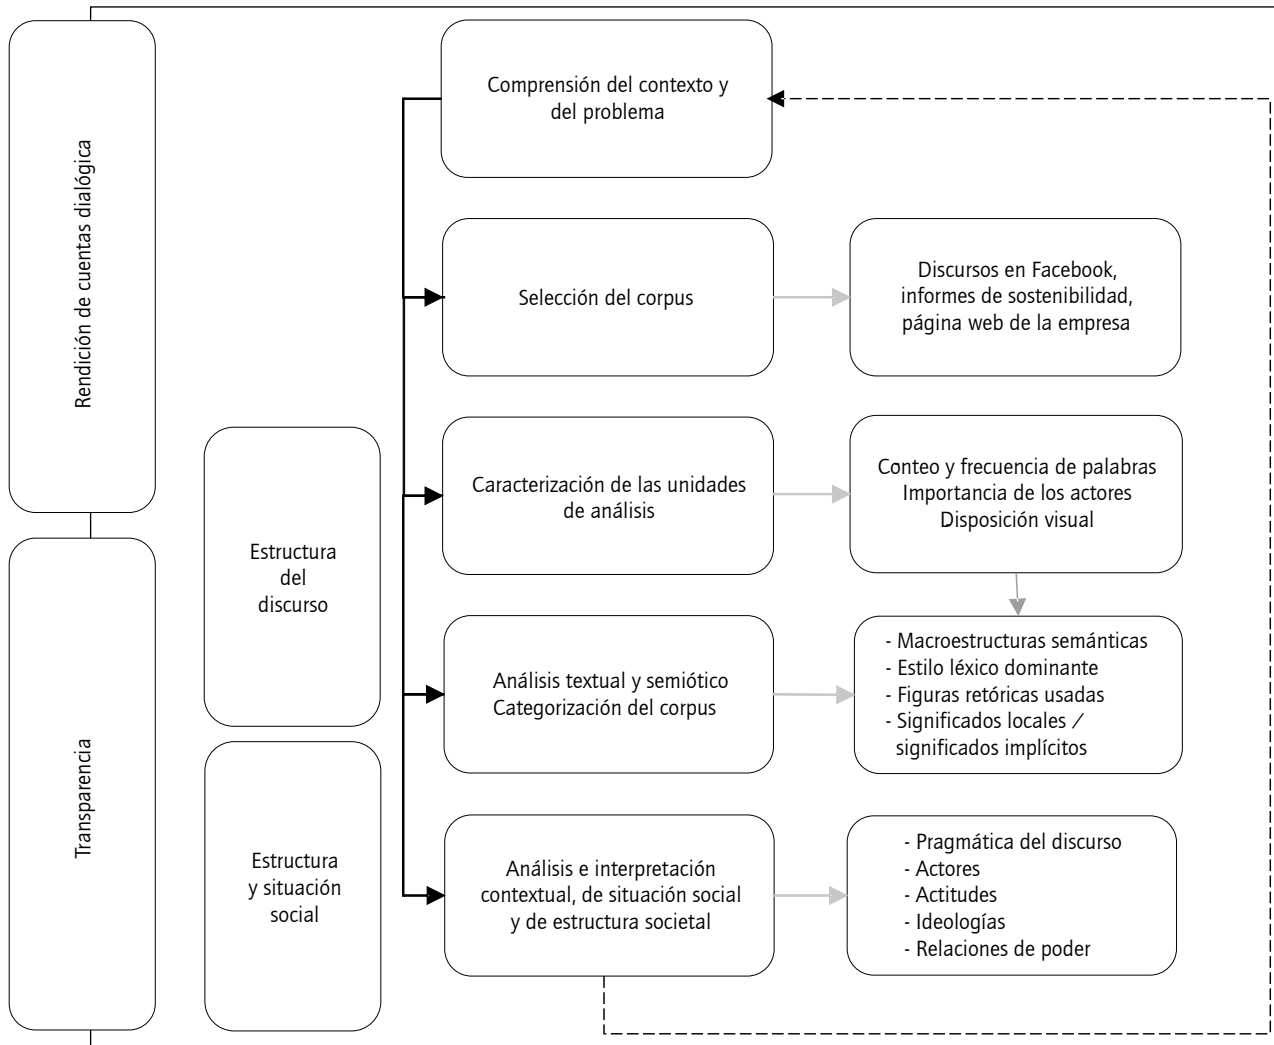 Rendición de cuentas dialógica
Transparencia
Estructura
del
discurso
Estructura
y situación
social
Comprensión del contexto y
del problema
Selección del corpus
Discursos en Facebook,
informes de sostenibilidad,
página web de la empresa
Caracterización de las unidades
de análisis
Conteo y frecuencia de palabras
Importancia de los actores
Disposición visual
Análisis textual y semiótico
Categorización del corpus
- Macroestructuras semánticas
- Estilo léxico dominante
- Figuras retóricas usadas
- Significados locales /
significados implícitos
Análisis e interpretación
contextual, de situación social
y de estructura societal
- Pragmática del discurso
- Actores
- Actitudes
- Ideologías
- Relaciones de poder